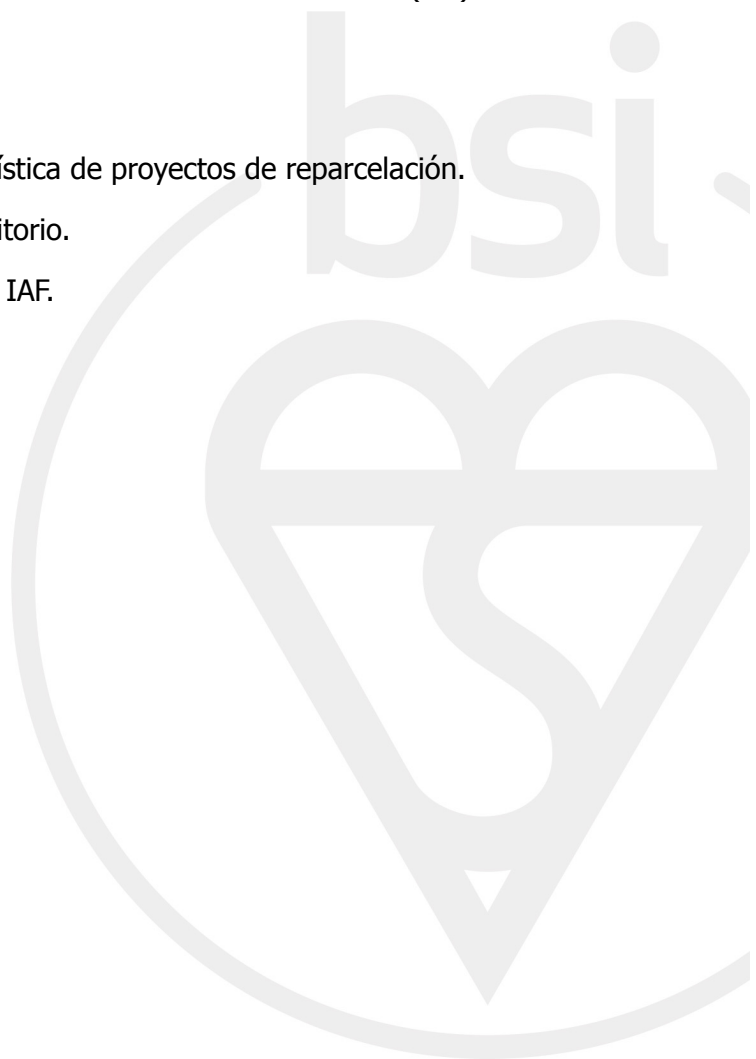 bsi
ística de proyectos de reparcelación.
itorio.
IAF.